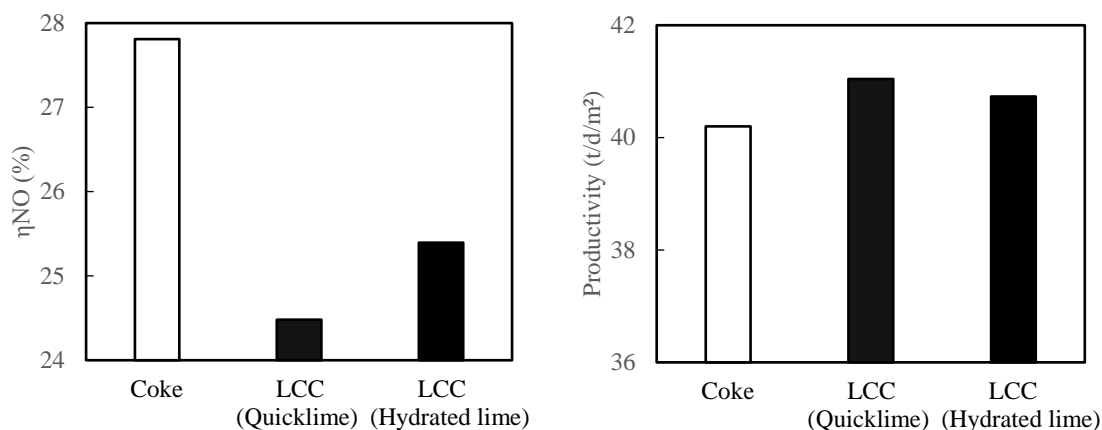 28
27
26
25
24
ηNO (%)
Coke
LCC
(Quicklime)
LCC
(Hydrated lime)
42
40
38
36
Productivity (t/d/m²)
Coke
LCC
(Quicklime)
LCC
(Hydrated lime)